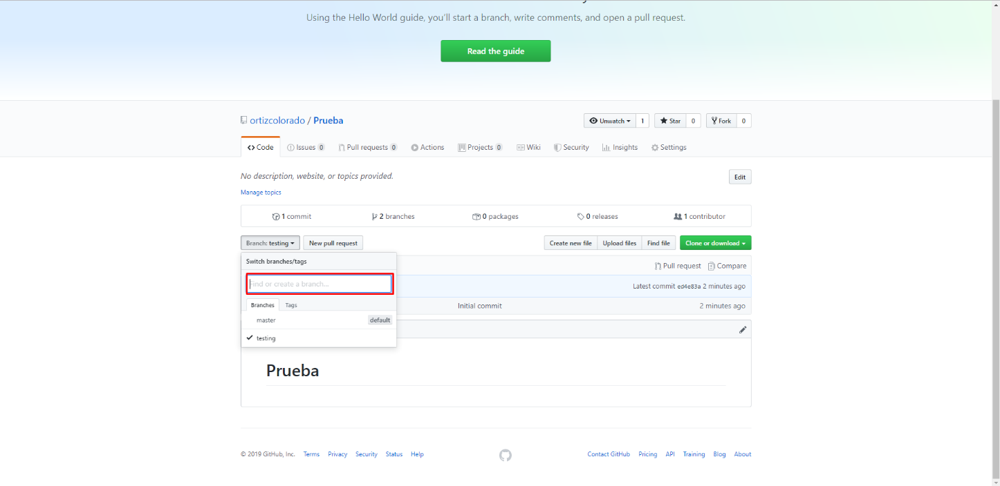 Using the Hello World guide, you'll start a branch, write comments, and open a pull request.
Read the guide
ortizcolorado / Prueba
Unwatch 1 Star 0 Fork 0
Code Issues 0 Pull requests 0 Actions Projects 0 Wiki Security Insights Settings
No description, website, or topics provided.
Edit
Manage topics
1 commit 2 branches 0 packages 0 releases 1 contributor
Branch: testing New pull request Create new file Upload files Find file Clone or download
Switch branches/tags
Pull request Compare
Find or create a branch...
Latest commit ed4e83a 2 minutes ago
Branches Tags
Initial commit 2 minutes ago
master default
testing
Prueba
© 2019 GitHub, Inc. Terms Privacy Security Status Help Contact GitHub Pricing API Training Blog About